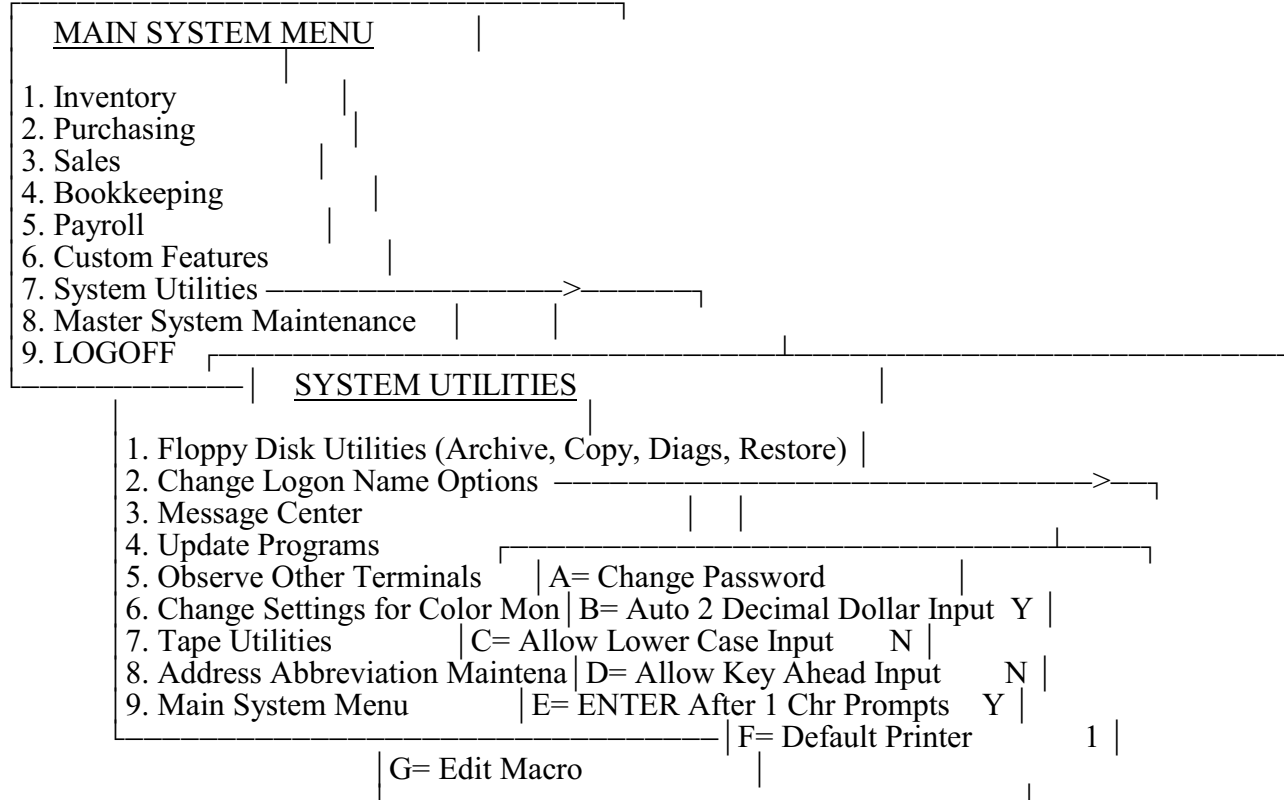 MAIN SYSTEM MENU
1. Inventory
2. Purchasing
3. Sales
4. Bookkeeping
5. Payroll
6. Custom Features
7. System Utilities ———————————————>——————┐
8. Master System Maintenance
9. LOGOFF
SYSTEM UTILITIES
1. Floppy Disk Utilities (Archive, Copy, Diags, Restore)
2. Change Logon Name Options ———————————————>——┐
3. Message Center
4. Update Programs
5. Observe Other Terminals │A= Change Password
6. Change Settings for Color Mon│B= Auto 2 Decimal Dollar Input Y │
7. Tape Utilities │C= Allow Lower Case Input N │
8. Address Abbreviation Maintena│D= Allow Key Ahead Input N │
9. Main System Menu │E= ENTER After 1 Chr Prompts Y │
│F= Default Printer 1 │
│G= Edit Macro │